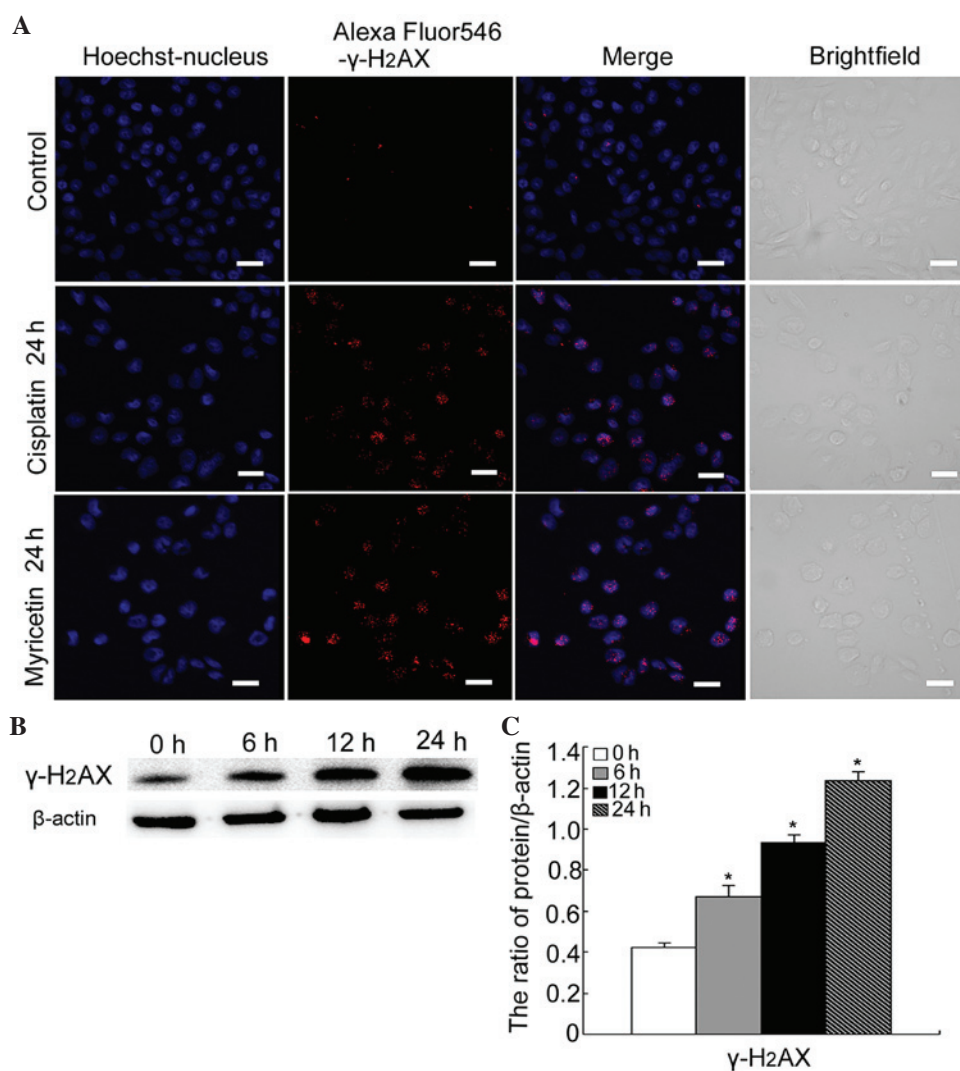 A
Hoechst-nucleus
Alexa Fluor546
-γ-H2AX
Merge
Brightfield
Control
Cisplatin 24 h
Myricetin 24 h
B
0 h
6 h
12 h
24 h
γ-H2AX
β-actin
C
The ratio of protein/β-actin
1.4
1.2
1.0
0.8
0.6
0.4
0.2
0
0 h
6 h
12 h
24 h
*
*
*
γ-H2AX